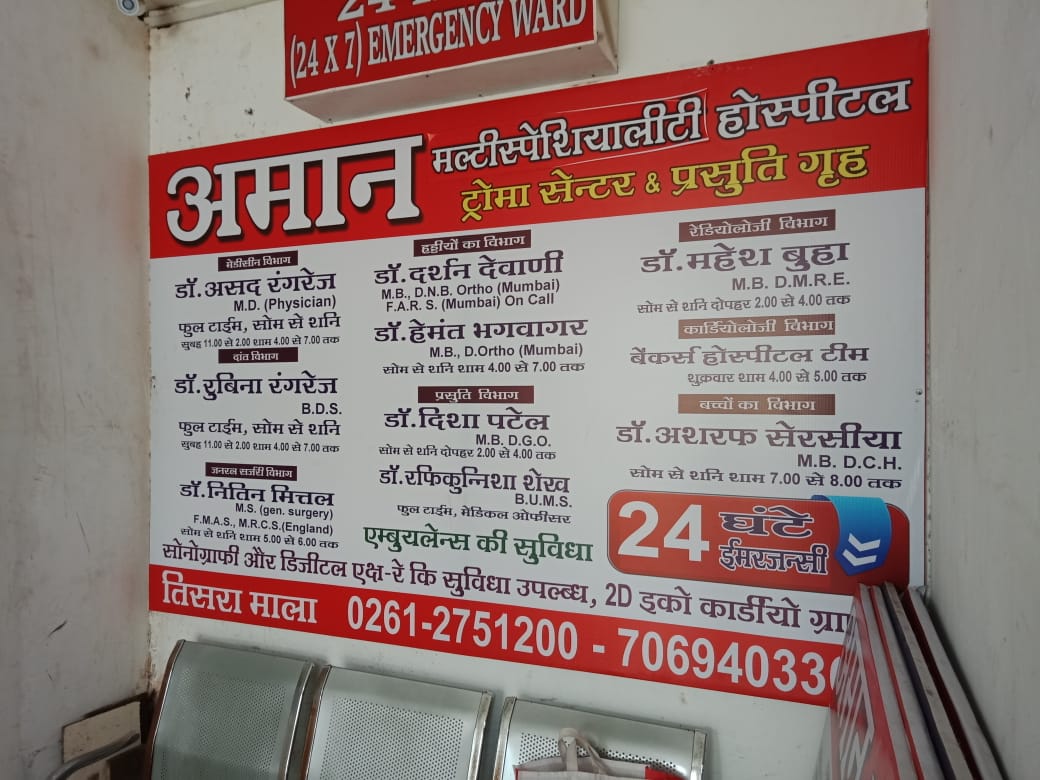 (24 X 7) EMERGENCY WARD
अमान
मल्टीस्पेशियालीटी होस्पीटल
ट्रोमा सेन्टर & प्रसुति गृह
मेडीसीन विभाग
डॉ.असद रंगरेज
M.D. (Physician)
फुल टाईम, सोम से शनि
सुबह 11.00 से 2.00 शाम 4.00 से 7.00 तक
दांत विभाग
डॉ.रुबिना रंगरेज
B.D.S.
फुल टाईम, सोम से शनि
सुबह 11.00 से 2.00 शाम 4.00 से 7.00 तक
जनरल सर्जरी विभाग
डॉ.नितिन मित्तल
M.S. (gen. surgery)
F.M.A.S., M.R.C.S.(England)
सोम से शनि शाम 5.00 से 6.00 तक
हड्डीयों का विभाग
डॉ.दर्शन देवाणी
M.B., D.N.B. Ortho (Mumbai)
F.A.R. S. (Mumbai) On Call
डॉ.हेमंत भगवागर
M.B., D.Ortho (Mumbai)
सोम से शनि शाम 4.00 से 7.00 तक
प्रसुति विभाग
डॉ.दिशा पटेल
M.B. D.G.O.
सोम से शनि दोपहर 2.00 से 4.00 तक
डॉ.रफिकुन्निशा शेख
B.U.M.S.
फुल टाईम, मेडिकल ओफीसर
एम्बुयलेन्स की सुविधा
रेडियोलोजी विभाग
डॉ.महेश बुहा
M.B. D.M.R.E.
सोम से शनि दोपहर 2.00 से 4.00 तक
कार्डियोलोजी विभाग
बेंकर्स होस्पीटल टीम
शुक्रवार शाम 4.00 से 5.00 तक
बच्चों का विभाग
डॉ.अशरफ सेरसीया
M.B. D.C.H.
सोम से शनि शाम 7.00 से 8.00 तक
24 घंटे
ईमरजन्सी
सोनोग्राफी और डिजीटल एक्ष-रे कि सुविधा उपल्ब्ध, 2D इको कार्डीयो
तिसरा माला 0261-2751200 -